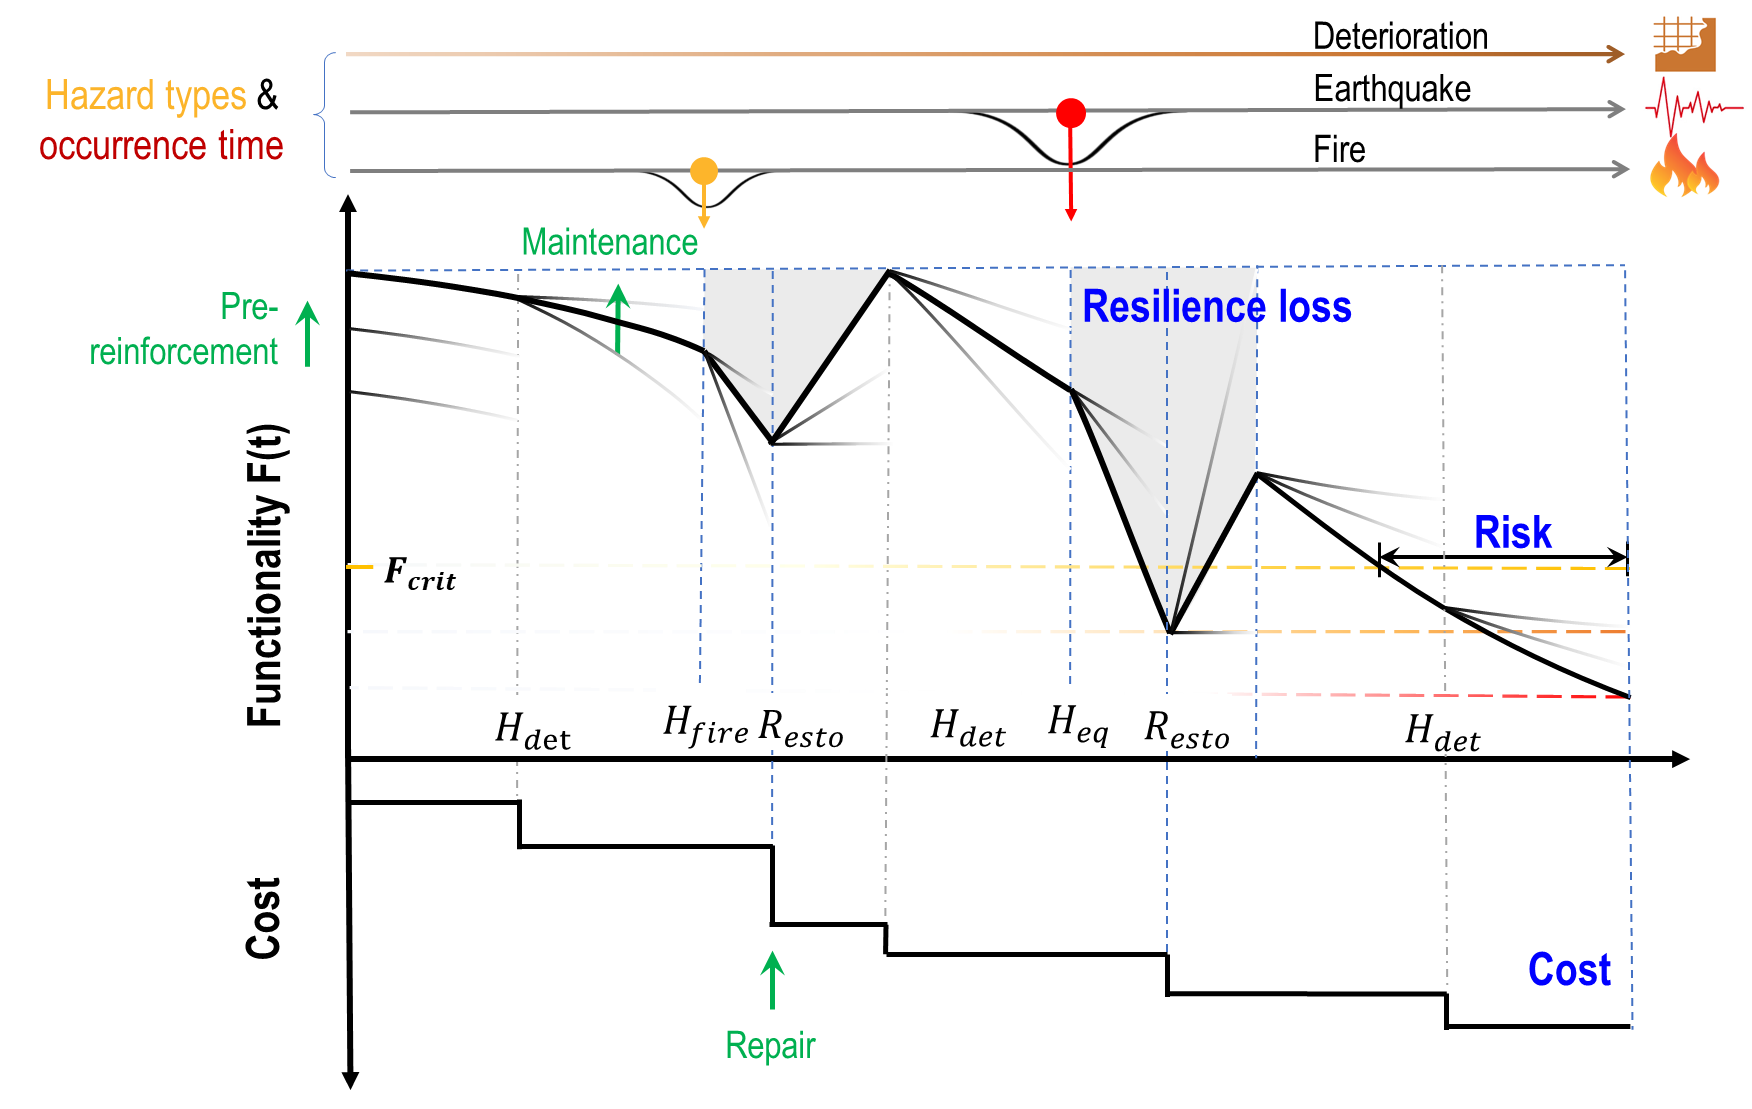 Deterioration
Earthquake
Fire
Hazard types &
occurrence time
Maintenance
Pre-
reinforcement
Resilience loss
Functionality F(t)
Risk
F_crit
H_det
H_fire
R_esto
H_det
H_eq
R_esto
H_det
Cost
Cost
Repair